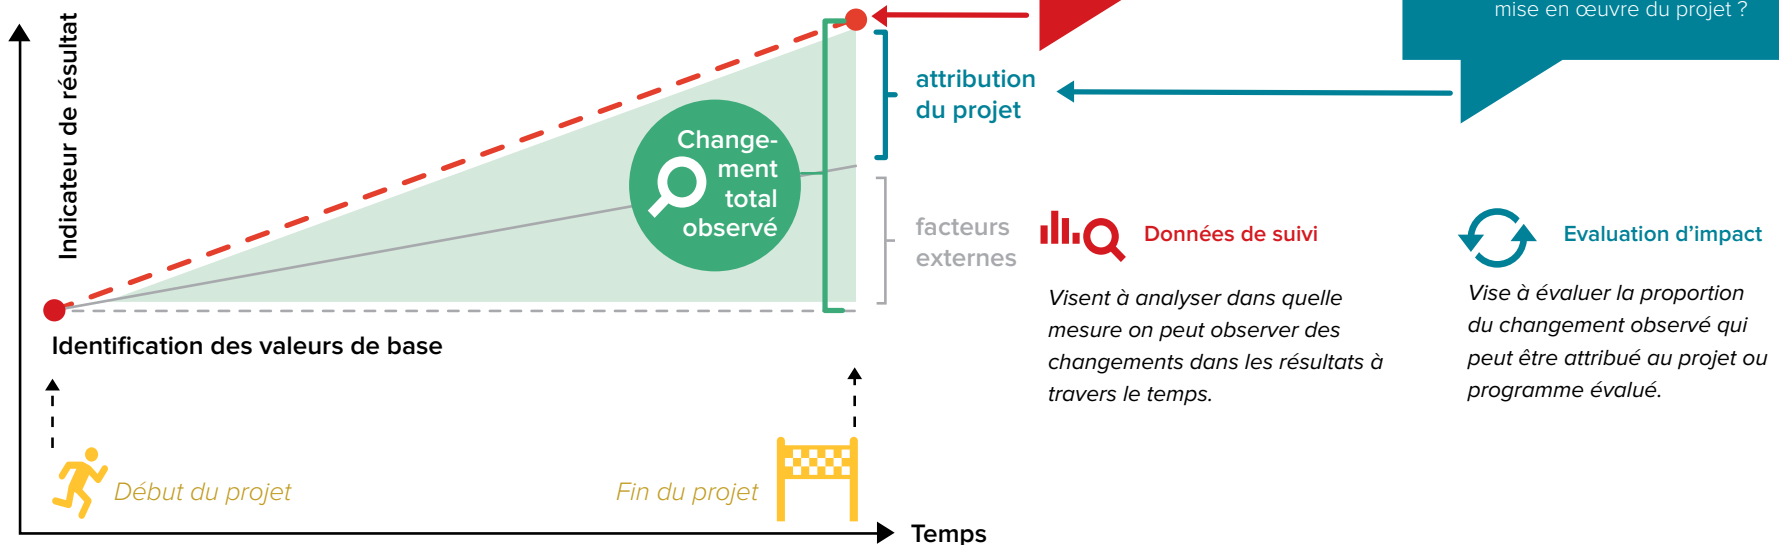 mise en œuvre du projet ?
Indicateur de résultat
attribution
du projet
Change-
ment
total
observé
facteurs
externes
Données de suivi
Visent à analyser dans quelle
mesure on peut observer des
changements dans les résultats à
travers le temps.
Evaluation d’impact
Vise à évaluer la proportion
du changement observé qui
peut être attribué au projet ou
programme évalué.
Identification des valeurs de base
Début du projet
Fin du projet
Temps